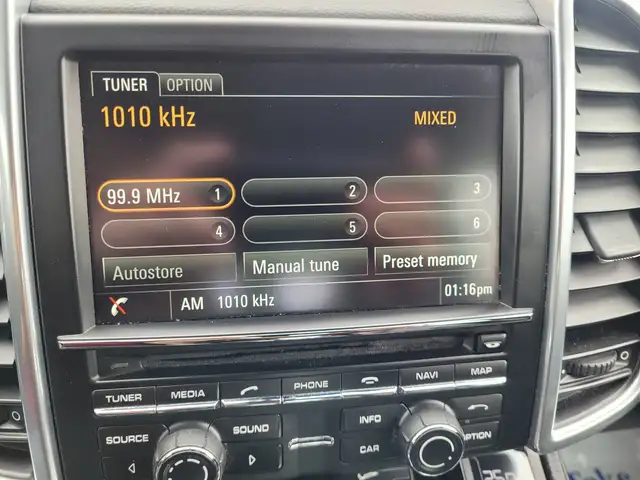 TUNER OPTION
1010 kHz MIXED
99.9 MHz 1 2 3
4 5 6
Autostore Manual tune Preset memory
AM 1010 kHz 01:16pm
TUNER MEDIA PHONE NAVI MAP
SOURCE SOUND INFO
CAR OPTION